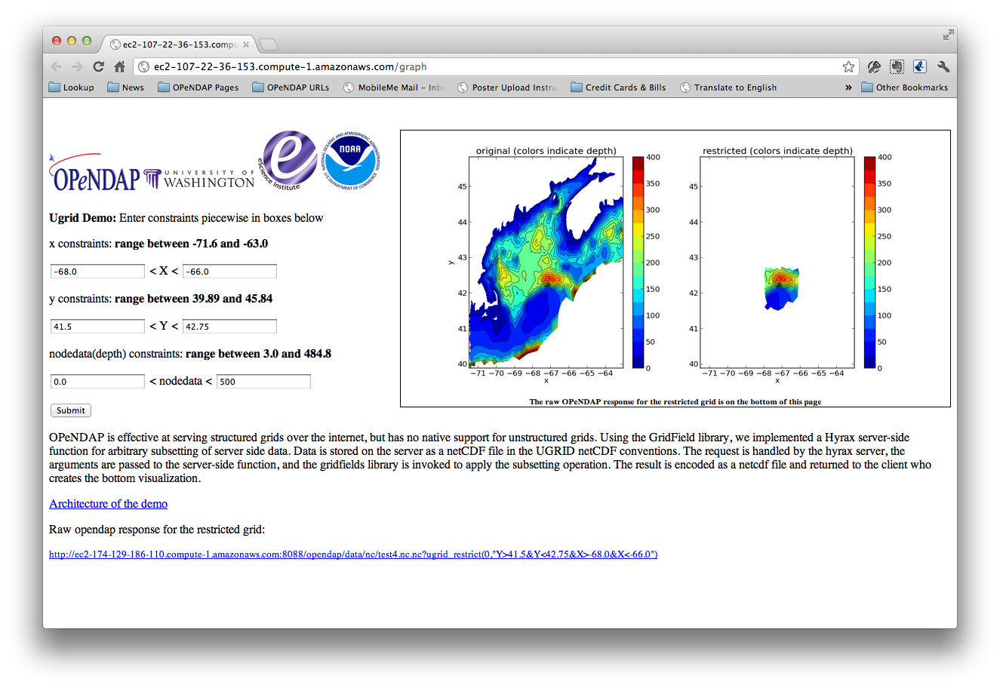 ec2-107-22-36-153.compu
ec2-107-22-36-153.compute-1.amazonaws.com/graph
Lookup News OPeNDAP Pages OPeNDAP URLs MobileMe Mail – Inb Poster Upload Instru Credit Cards & Bills Translate to English » Other Bookmarks
OPeNDAP
UNIVERSITY OF
WASHINGTON
eScience Institute
NATIONAL OCEANIC AND ATMOSPHERIC ADMINISTRATION
NOAA
U.S. DEPARTMENT OF COMMERCE
Ugrid Demo: Enter constraints piecewise in boxes below
x constraints: range between -71.6 and -63.0
-68.0 < X < -66.0
y constraints: range between 39.89 and 45.84
41.5 < Y < 42.75
nodedata(depth) constraints: range between 3.0 and 484.8
0.0 < nodedata < 500
Submit
original (colors indicate depth)
45
44
43
42
41
40
y
−71 −70 −69 −68 −67 −66 −65 −64
x
400
350
300
250
200
150
100
50
0
restricted (colors indicate depth)
45
44
43
42
41
40
−71 −70 −69 −68 −67 −66 −65 −64
x
400
350
300
250
200
150
100
50
0
The raw OPeNDAP response for the restricted grid is on the bottom of this page
OPeNDAP is effective at serving structured grids over the internet, but has no native support for unstructured grids. Using the GridField library, we implemented a Hyrax server-side
function for arbitrary subsetting of server side data. Data is stored on the server as a netCDF file in the UGRID netCDF conventions. The request is handled by the hyrax server, the
arguments are passed to the server-side function, and the gridfields library is invoked to apply the subsetting operation. The result is encoded as a netcdf file and returned to the client who
creates the bottom visualization.
Architecture of the demo
Raw opendap response for the restricted grid:
http://ec2-174-129-186-110.compute-1.amazonaws.com:8088/opendap/data/nc/test4.nc.nc?ugrid_restrict(0,"Y>41.5&Y<42.75&X>-68.0&X<-66.0")